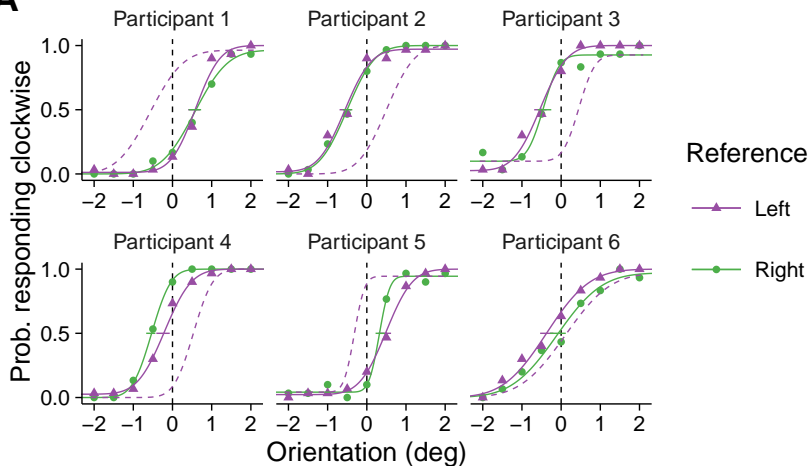 A
Participant 1
Participant 2
Participant 3
Prob. responding clockwise
1.0
0.5
0.0
−2 −1 0 1 2
−2 −1 0 1 2
−2 −1 0 1 2
Participant 4
Participant 5
Participant 6
1.0
0.5
0.0
−2 −1 0 1 2
−2 −1 0 1 2
−2 −1 0 1 2
Orientation (deg)
Reference
Left
Right